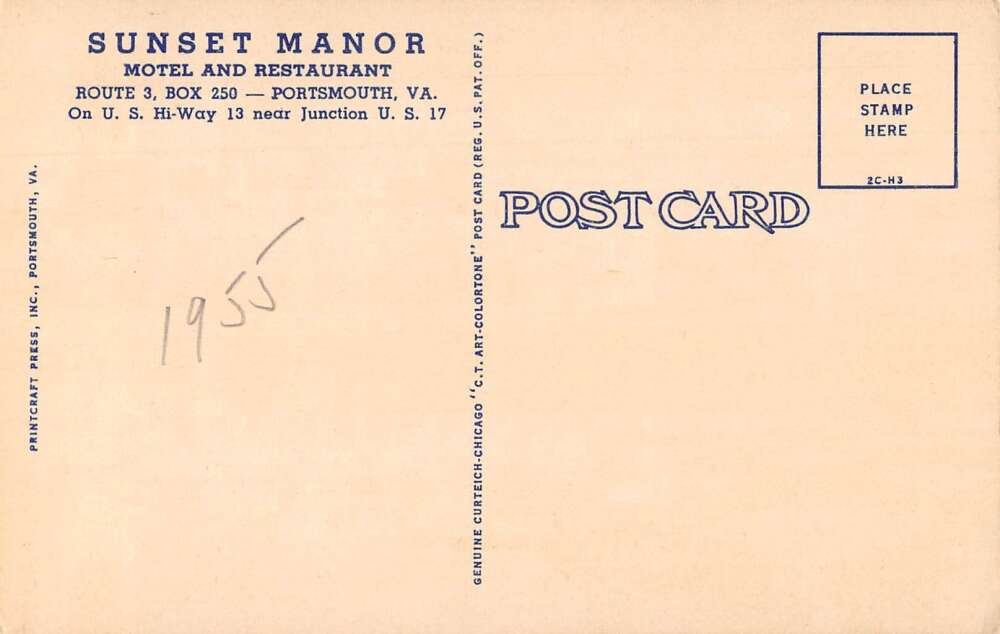 SUNSET MANOR
MOTEL AND RESTAURANT
ROUTE 3, BOX 250 — PORTSMOUTH, VA.
On U. S. Hi-Way 13 near Junction U. S. 17
PRINTCRAFT PRESS, INC., PORTSMOUTH, VA.
1955
GENUINE CURTEICH-CHICAGO "C.T. ART-COLORTONE" POST CARD (REG. U.S. PAT. OFF.)
POST CARD
PLACE
STAMP
HERE
2C-H3